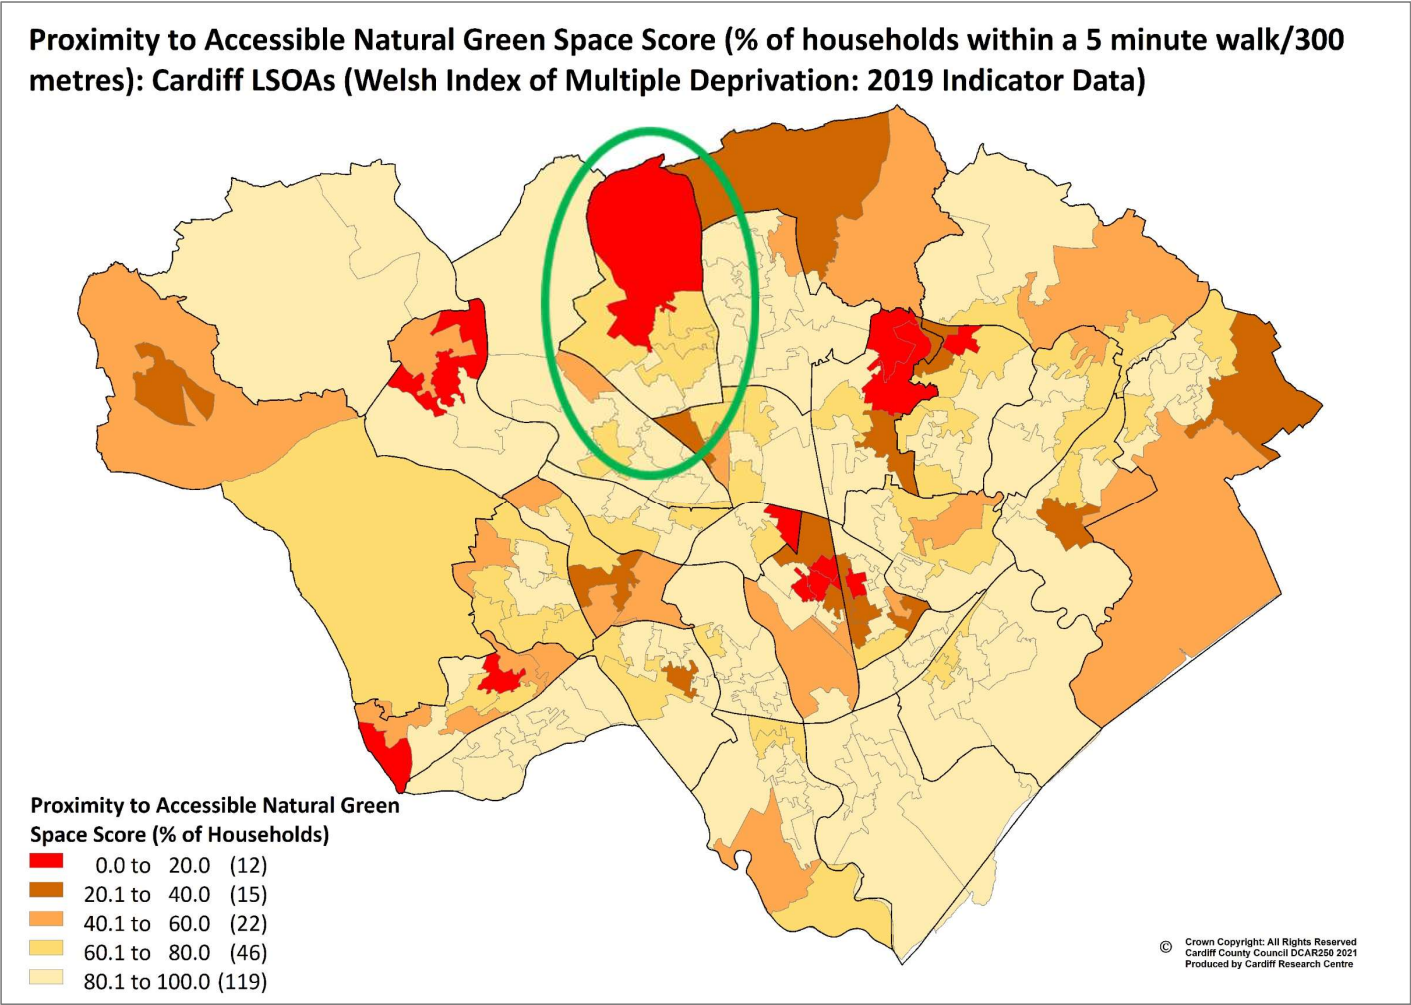 Proximity to Accessible Natural Green Space Score (% of households within a 5 minute walk/300
metres): Cardiff LSOAs (Welsh Index of Multiple Deprivation: 2019 Indicator Data)
Proximity to Accessible Natural Green
Space Score (% of Households)
0.0 to 20.0 (12)
20.1 to 40.0 (15)
40.1 to 60.0 (22)
60.1 to 80.0 (46)
80.1 to 100.0 (119)
© Crown Copyright: All Rights Reserved
Cardiff County Council DCAR250 2021
Produced by Cardiff Research Centre